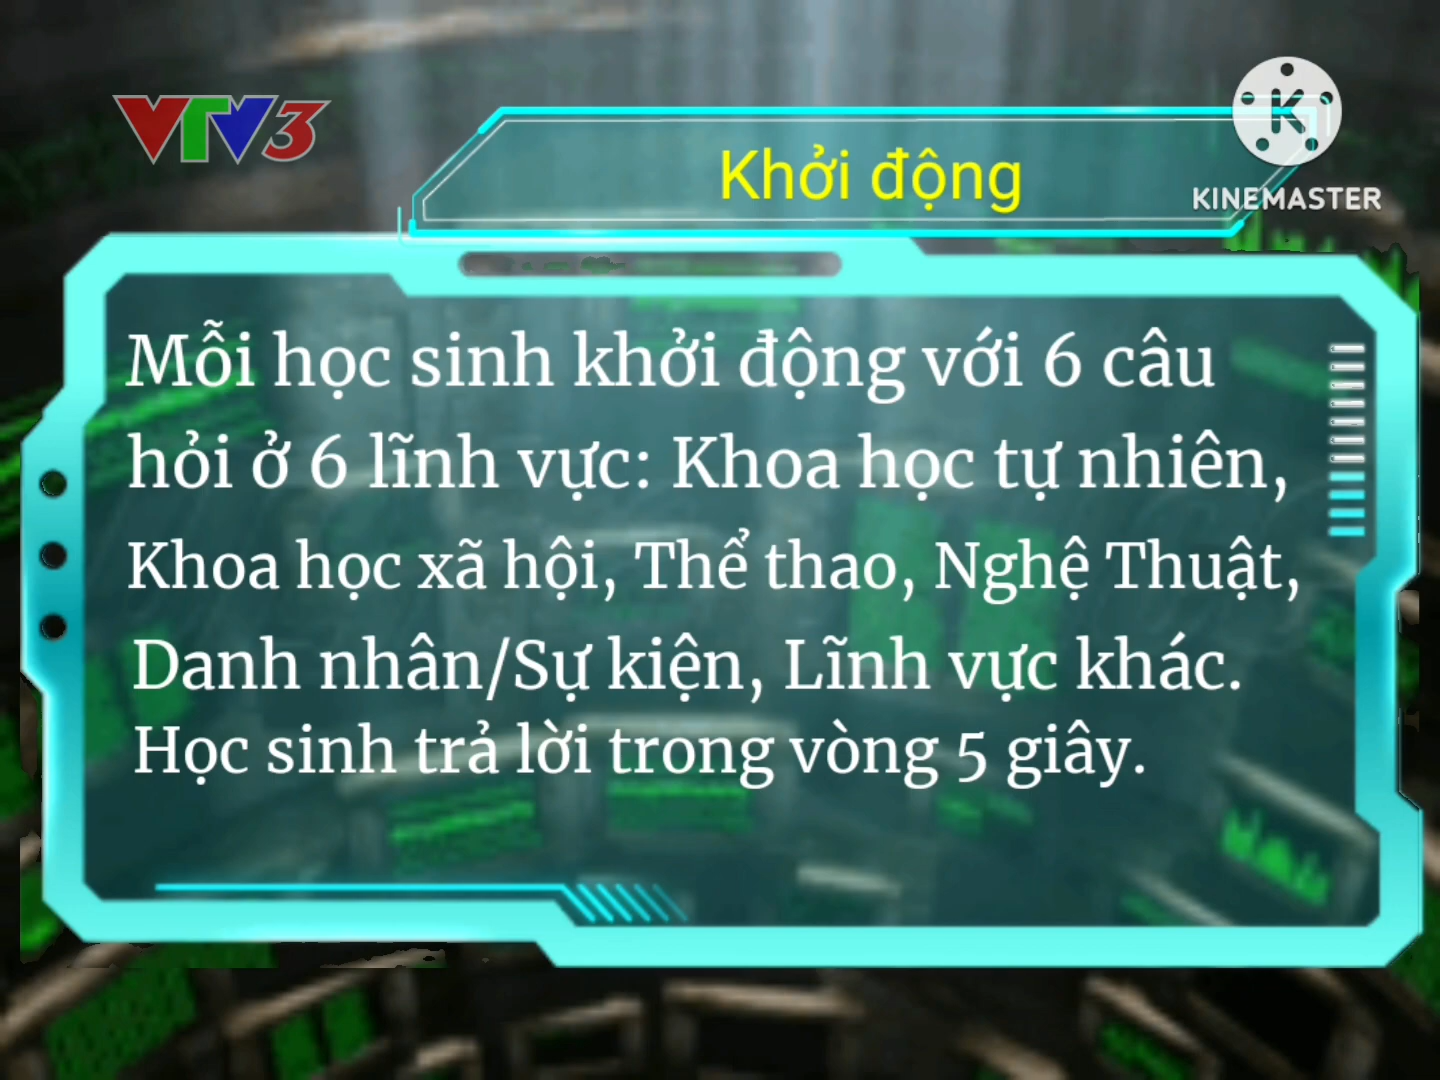 VTV3
Khởi động
K
KINEMASTER
Mỗi học sinh khởi động với 6 câu
hỏi ở 6 lĩnh vực: Khoa học tự nhiên,
Khoa học xã hội, Thể thao, Nghệ Thuật,
Danh nhân/Sự kiện, Lĩnh vực khác.
Học sinh trả lời trong vòng 5 giây.